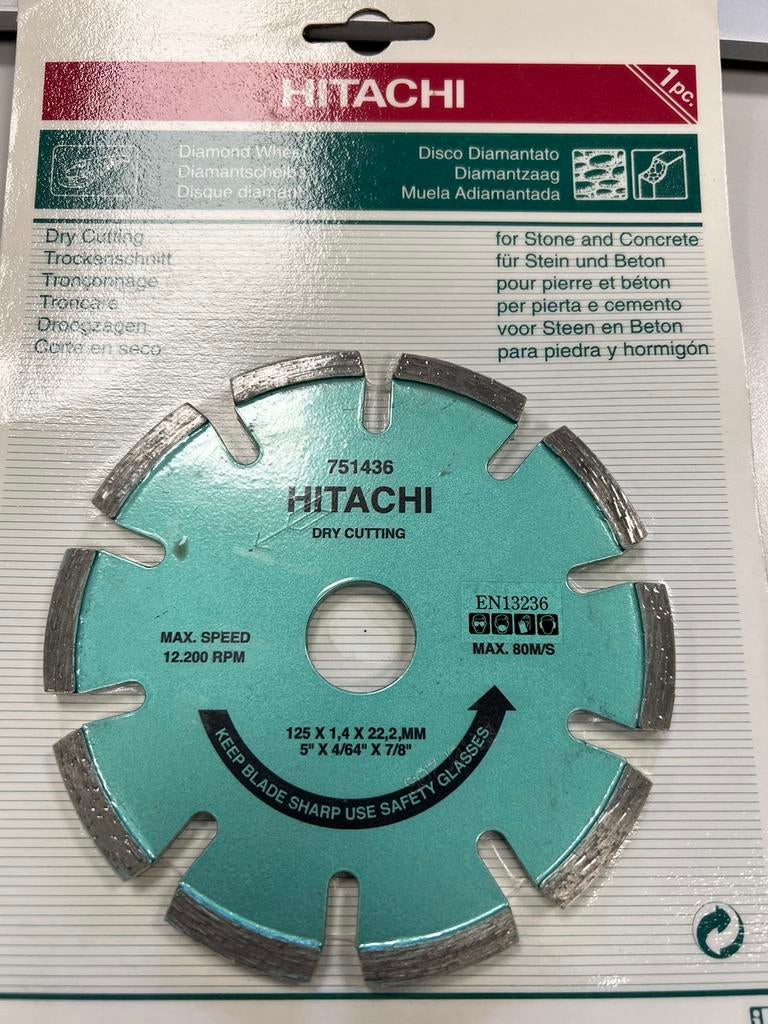 HITACHI
1 pc.
Diamond Wheel
Diamantscheibe
Disque diamant
Disco Diamantato
Diamantzaag
Muela Adiamantada
Dry Cutting
Trockenschnitt
Tronçonnage
Troncare
Droogzagen
Corte en seco
for Stone and Concrete
für Stein und Beton
pour pierre et béton
per pierta e cemento
voor Steen en Beton
para piedra y hormigón
751436
HITACHI
DRY CUTTING
MAX. SPEED
12.200 RPM
EN13236
MAX. 80M/S
125 X 1,4 X 22,2,MM
5" X 4/64" X 7/8"
KEEP BLADE SHARP USE SAFETY GLASSES